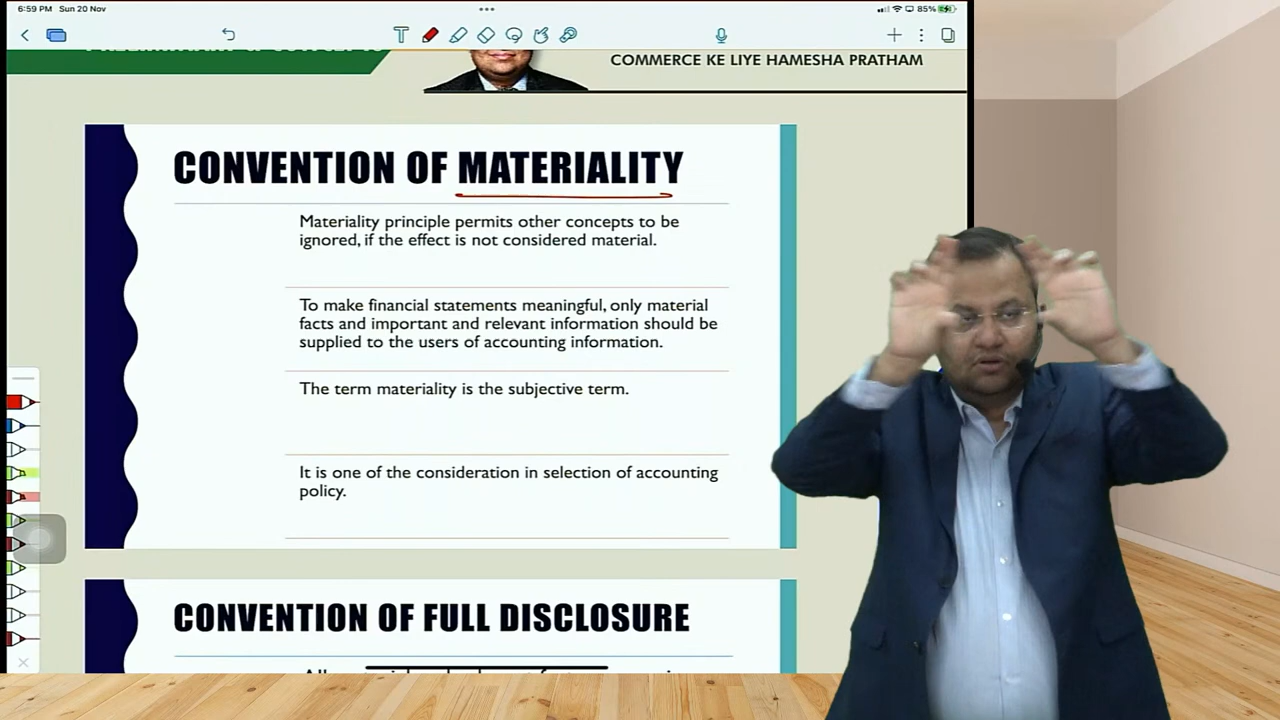 6:59 PM Sun 20 Nov
85%
COMMERCE KE LIYE HAMESHA PRATHAM
CONVENTION OF MATERIALITY
Materiality principle permits other concepts to be
ignored, if the effect is not considered material.
To make financial statements meaningful, only material
facts and important and relevant information should be
supplied to the users of accounting information.
The term materiality is the subjective term.
It is one of the consideration in selection of accounting
policy.
CONVENTION OF FULL DISCLOSURE